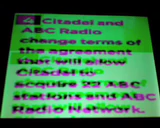 Citadel and
ABC Radio
change terms of
the agreement
that will allow
Citadel to
acquire 22 ABC
stations and ABC
Radio Network.